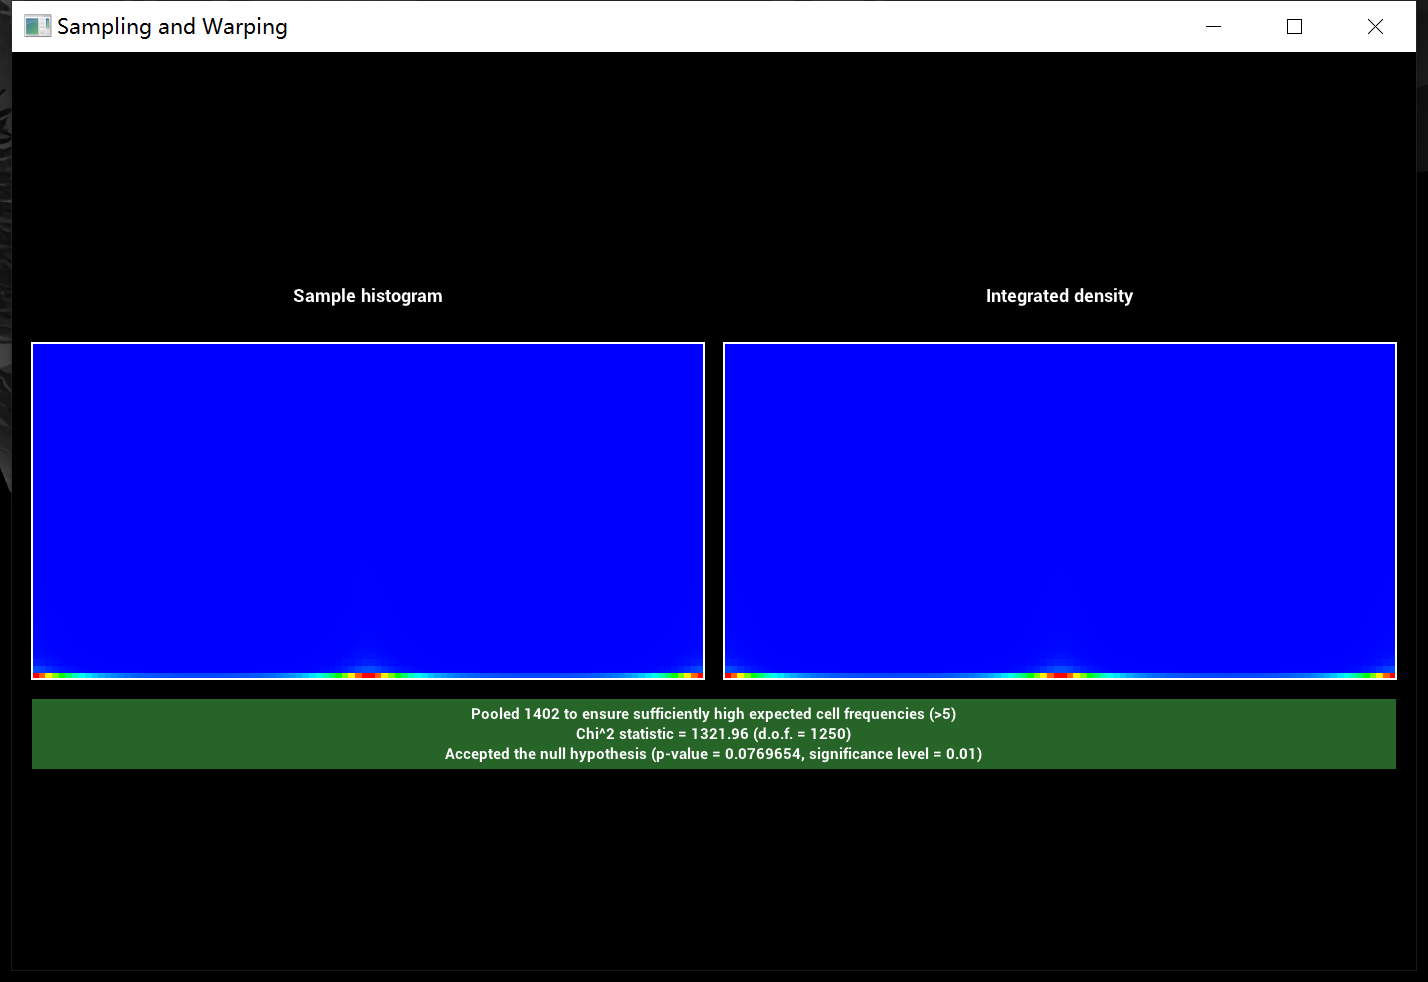 Sampling and Warping
Sample histogram
Integrated density
Pooled 1402 to ensure sufficiently high expected cell frequencies (>5)
Chi^2 statistic = 1321.96 (d.o.f. = 1250)
Accepted the null hypothesis (p-value = 0.0769654, significance level = 0.01)